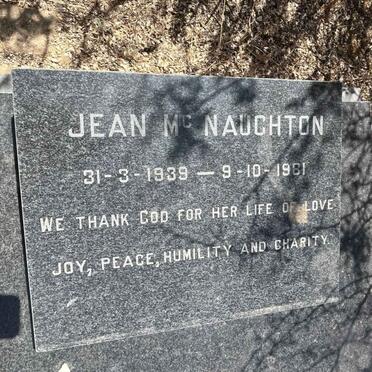 JEAN Mc NAUGHTON
31-3-1939 — 9-10-1961
WE THANK GOD FOR HER LIFE OF LOVE
JOY, PEACE, HUMILITY AND CHARITY.